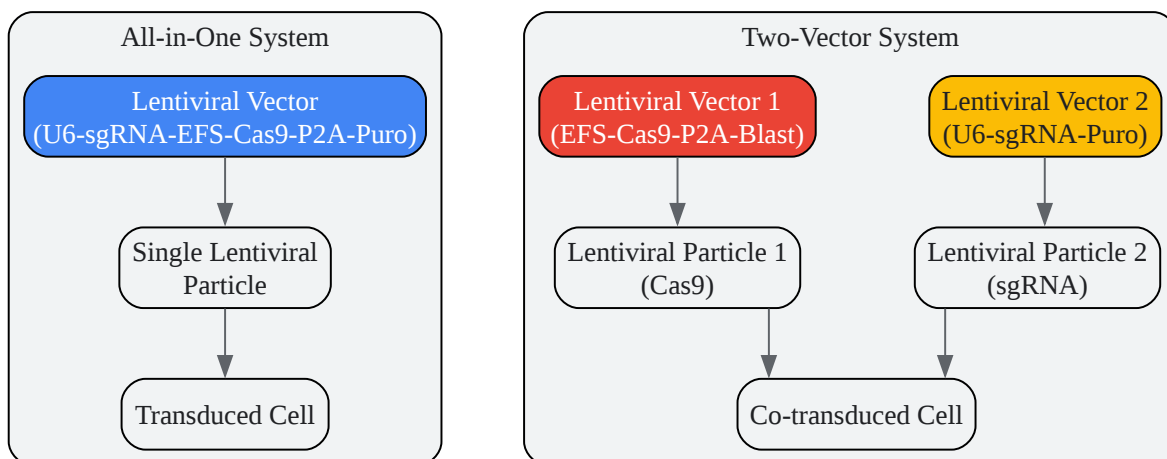 All-in-One System
Lentiviral Vector
(U6-sgRNA-EFS-Cas9-P2A-Puro)
Single Lentiviral
Particle
Transduced Cell
Two-Vector System
Lentiviral Vector 1
(EFS-Cas9-P2A-Blast)
Lentiviral Vector 2
(U6-sgRNA-Puro)
Lentiviral Particle 1
(Cas9)
Lentiviral Particle 2
(sgRNA)
Co-transduced Cell